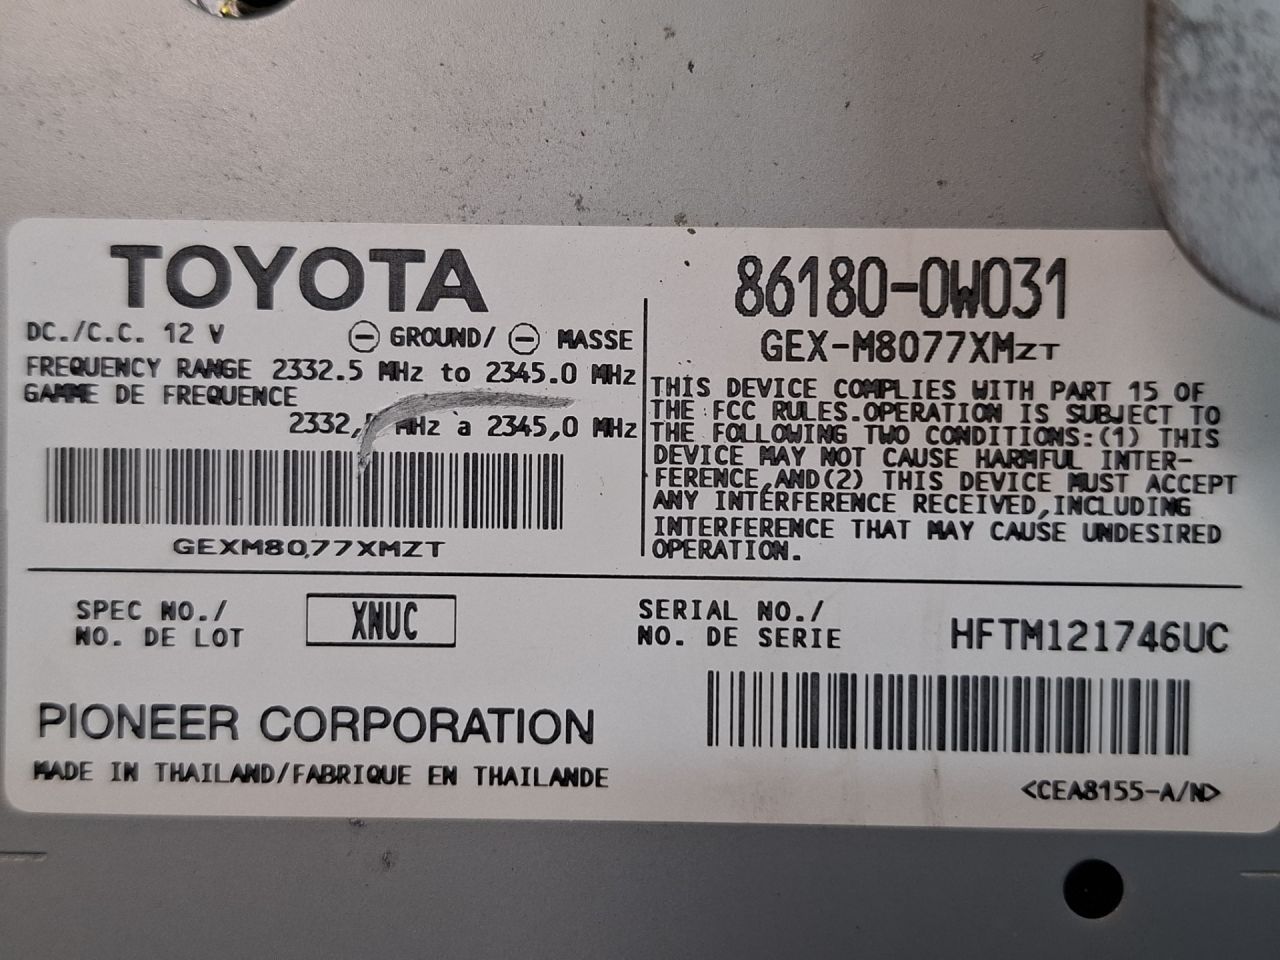 TOYOTA
DC./C.C. 12 V ⊖ GROUND/ ⊖ MASSE
FREQUENCY RANGE 2332.5 MHz to 2345.0 MHz
GAMME DE FREQUENCE
2332,5 MHz à 2345,0 MHz
GEXM8077XMZT
86180-0W031
GEX-M8077XMZT
THIS DEVICE COMPLIES WITH PART 15 OF
THE FCC RULES.OPERATION IS SUBJECT TO
THE FOLLOWING TWO CONDITIONS:(1) THIS
DEVICE MAY NOT CAUSE HARMFUL INTER-
FERENCE,AND(2) THIS DEVICE MUST ACCEPT
ANY INTERFERENCE RECEIVED,INCLUDING
INTERFERENCE THAT MAY CAUSE UNDESIRED
OPERATION.
SPEC NO./
NO. DE LOT
XNUC
SERIAL NO./
NO. DE SERIE
HFTM121746UC
PIONEER CORPORATION
MADE IN THAILAND/FABRIQUE EN THAILANDE
<CEA8155-A/N>